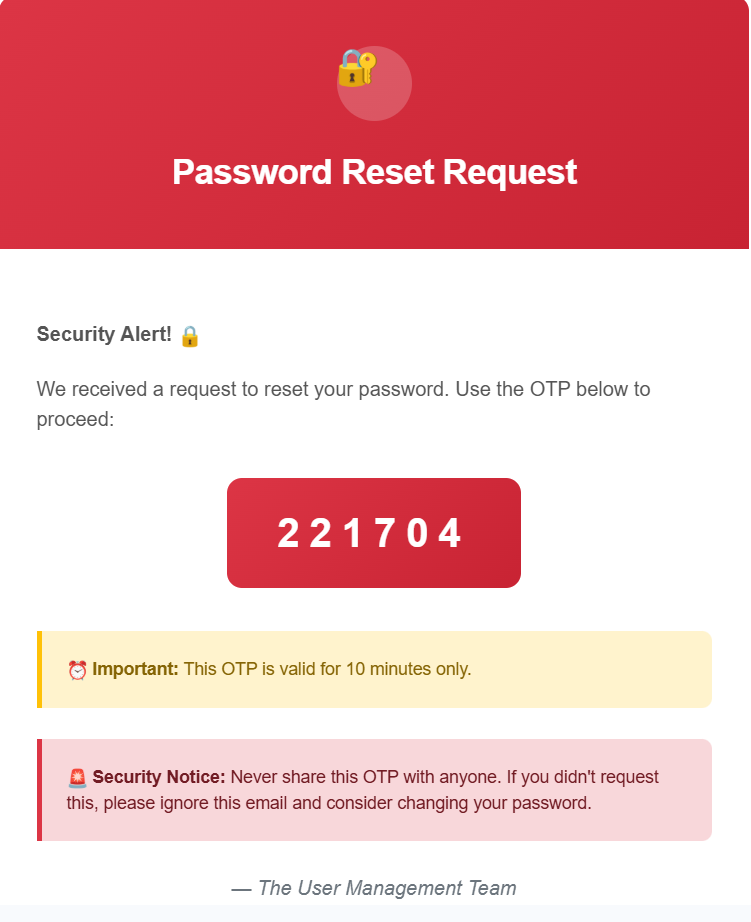 Password Reset Request
Security Alert! 🔒
We received a request to reset your password. Use the OTP below to
proceed:
221704
⏰ Important: This OTP is valid for 10 minutes only.
🚨 Security Notice: Never share this OTP with anyone. If you didn't request
this, please ignore this email and consider changing your password.
— The User Management Team